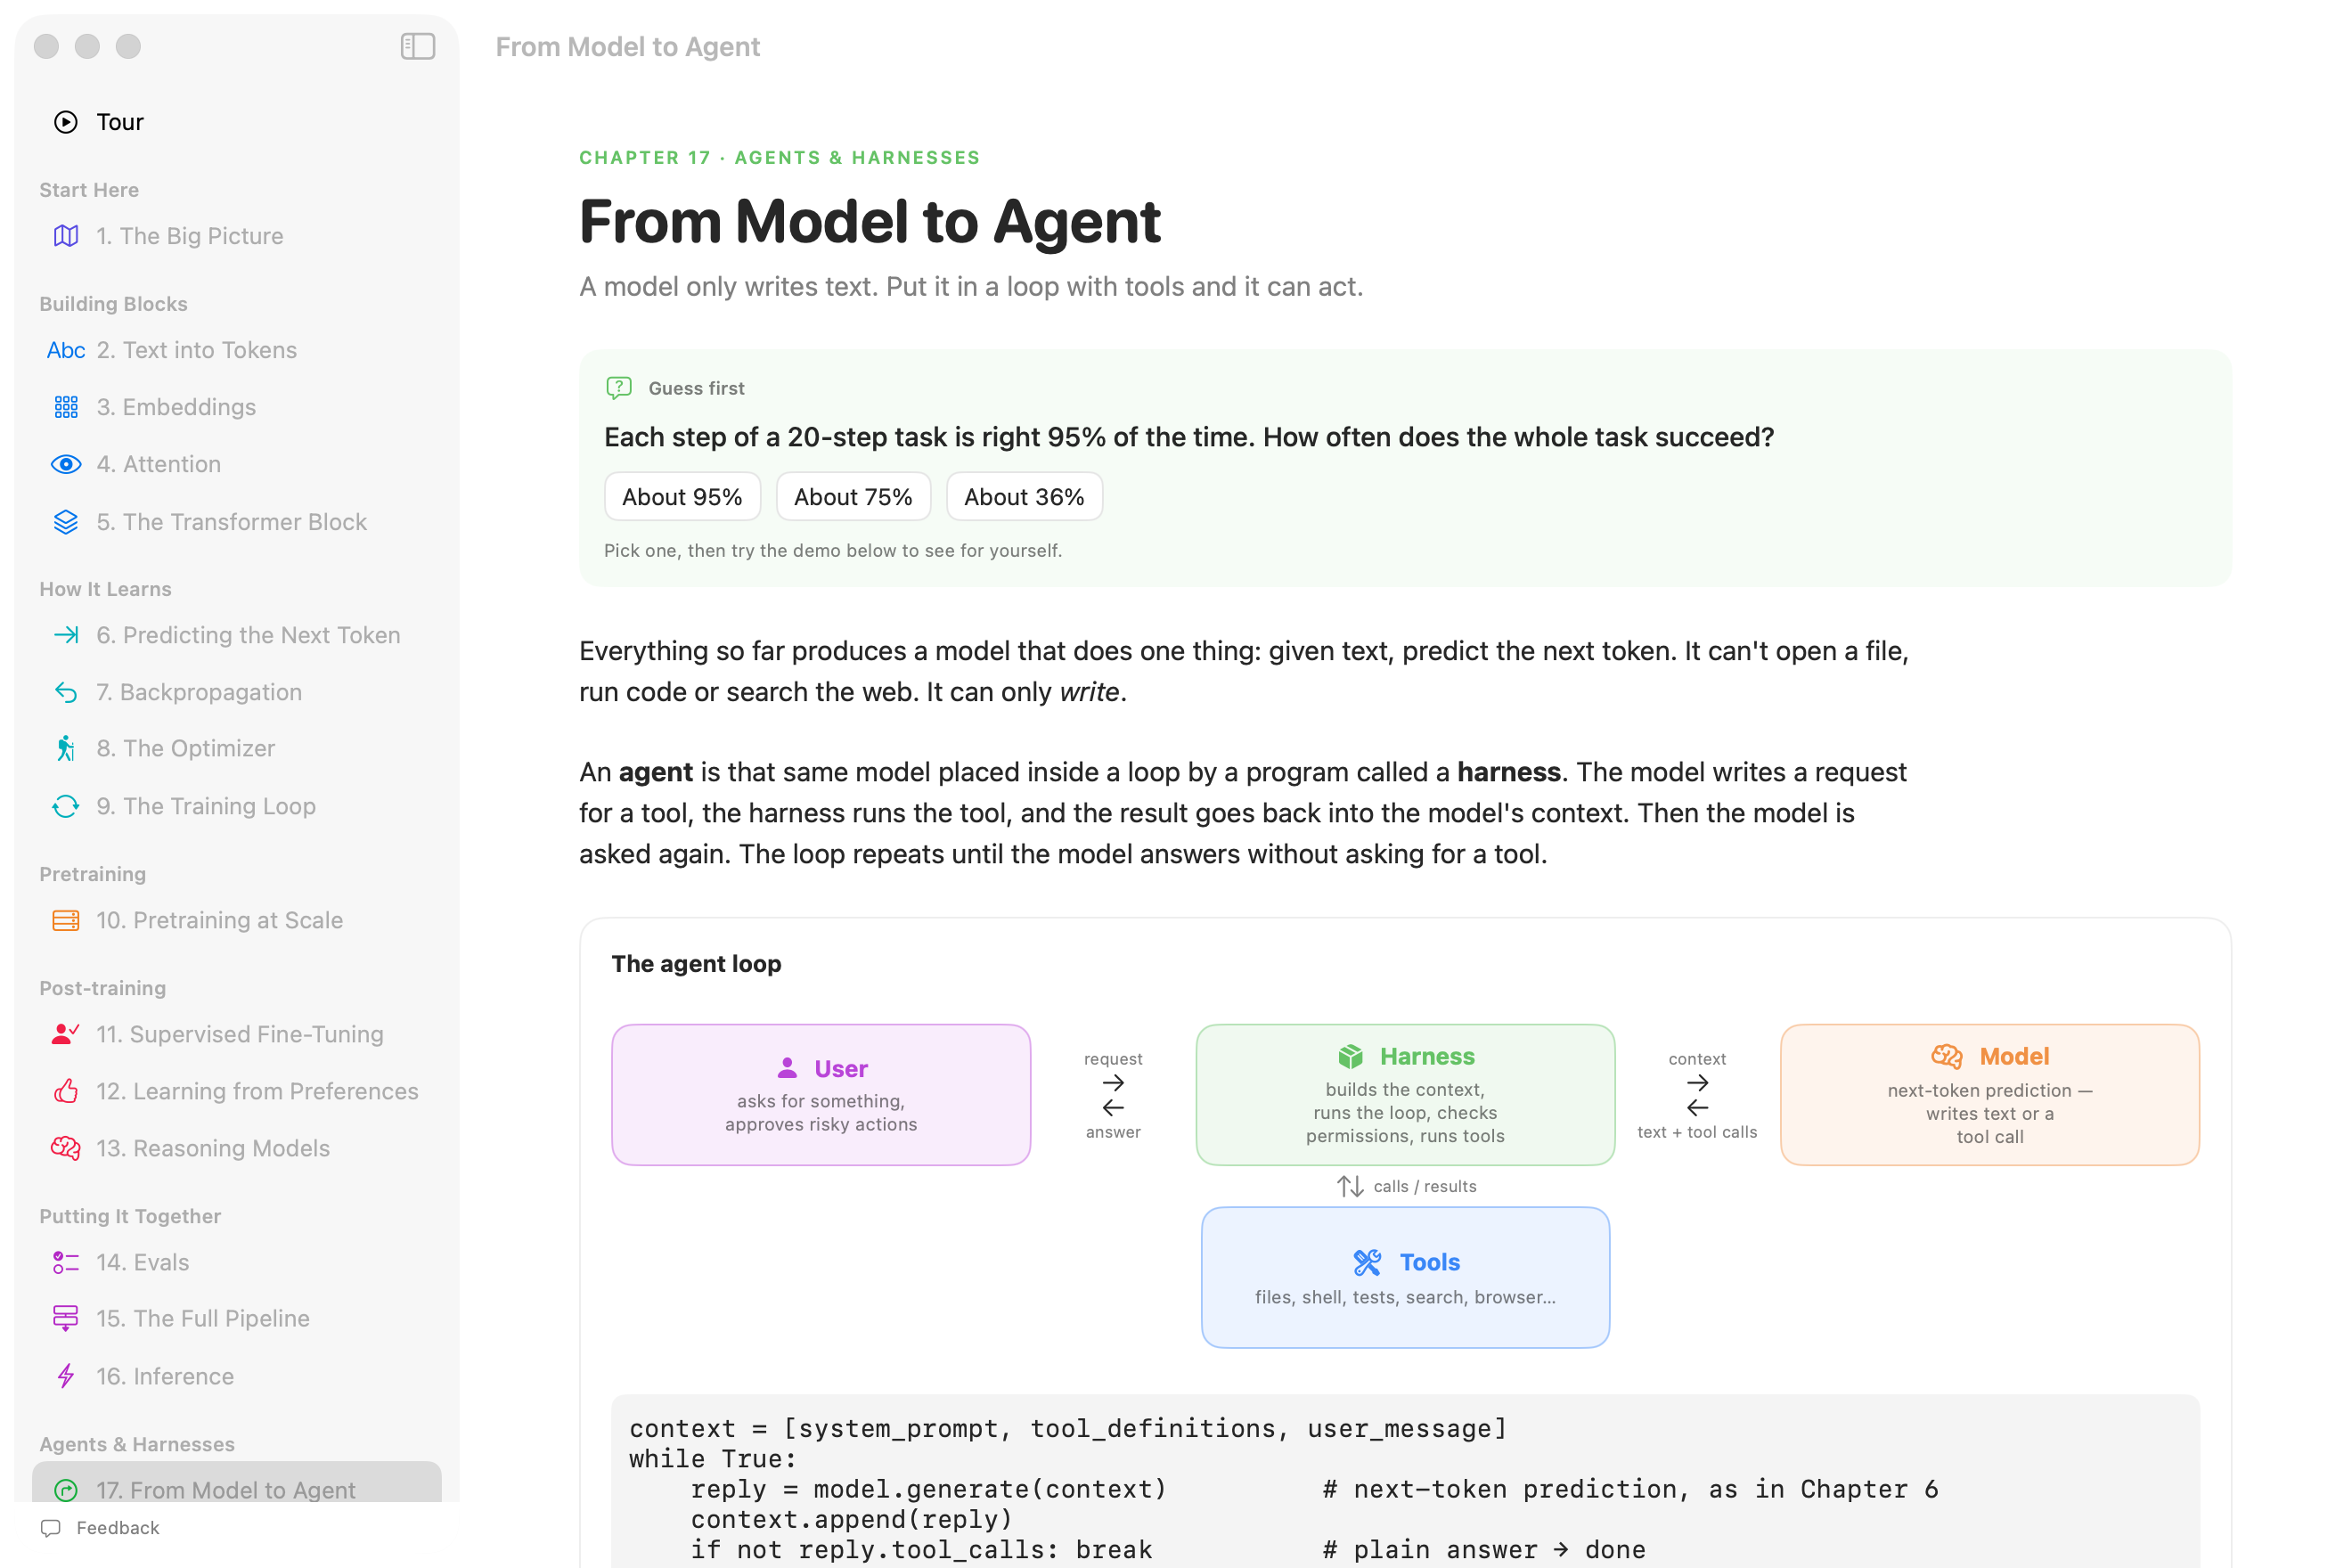 From Model to Agent
Tour
Start Here
1. The Big Picture
Building Blocks
Abc 2. Text into Tokens
3. Embeddings
4. Attention
5. The Transformer Block
How It Learns
6. Predicting the Next Token
7. Backpropagation
8. The Optimizer
9. The Training Loop
Pretraining
10. Pretraining at Scale
Post-training
11. Supervised Fine-Tuning
12. Learning from Preferences
13. Reasoning Models
Putting It Together
14. Evals
15. The Full Pipeline
16. Inference
Agents & Harnesses
17. From Model to Agent
Feedback
CHAPTER 17 · AGENTS & HARNESSES
From Model to Agent
A model only writes text. Put it in a loop with tools and it can act.
Guess first
Each step of a 20-step task is right 95% of the time. How often does the whole task succeed?
About 95% About 75% About 36%
Pick one, then try the demo below to see for yourself.
Everything so far produces a model that does one thing: given text, predict the next token. It can't open a file,
run code or search the web. It can only write.
An agent is that same model placed inside a loop by a program called a harness. The model writes a request
for a tool, the harness runs the tool, and the result goes back into the model's context. Then the model is
asked again. The loop repeats until the model answers without asking for a tool.
The agent loop
User
asks for something,
approves risky actions
request
→
←
answer
Harness
builds the context,
runs the loop, checks
permissions, runs tools
context
→
←
text + tool calls
Model
next-token prediction —
writes text or a
tool call
calls / results
Tools
files, shell, tests, search, browser...
context = [system_prompt, tool_definitions, user_message]
while True:
    reply = model.generate(context)          # next-token prediction, as in Chapter 6
    context.append(reply)
    if not reply.tool_calls: break           # plain answer → done